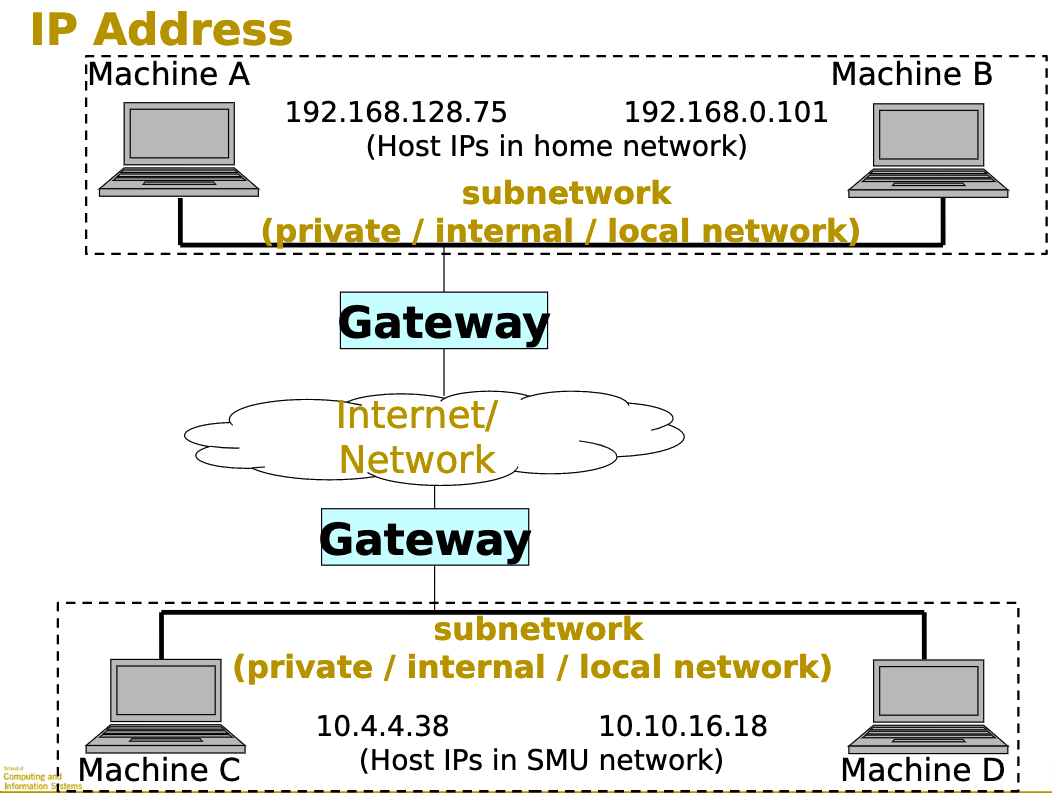 IP Address
Machine A
Machine B
192.168.128.75
192.168.0.101
(Host IPs in home network)
subnetwork
(private / internal / local network)
Gateway
Internet/
Network
Gateway
subnetwork
(private / internal / local network)
10.4.4.38
10.10.16.18
(Host IPs in SMU network)
Machine C
Machine D
School of
Computing and
Information Systems